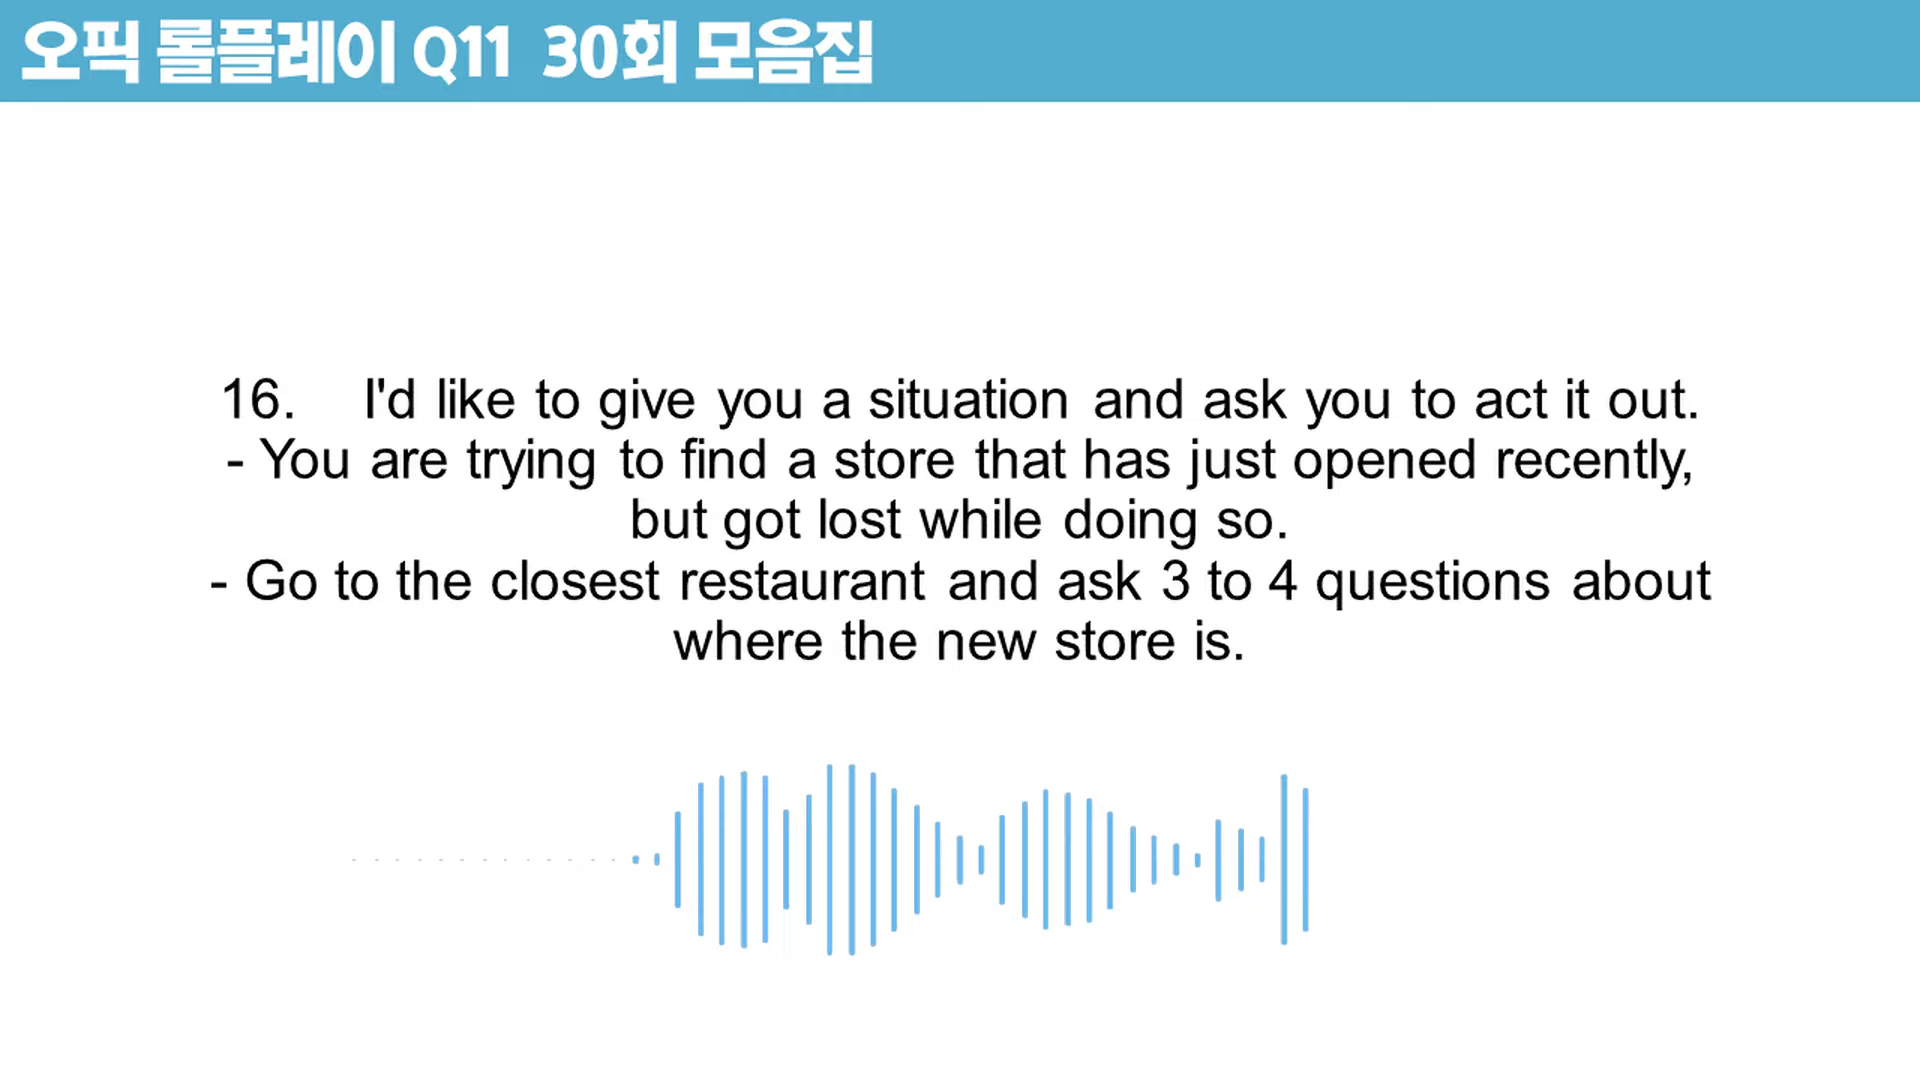 오픽 롤플레이 Q11 30회 모음집
16. I'd like to give you a situation and ask you to act it out.
- You are trying to find a store that has just opened recently,
but got lost while doing so.
- Go to the closest restaurant and ask 3 to 4 questions about
where the new store is.